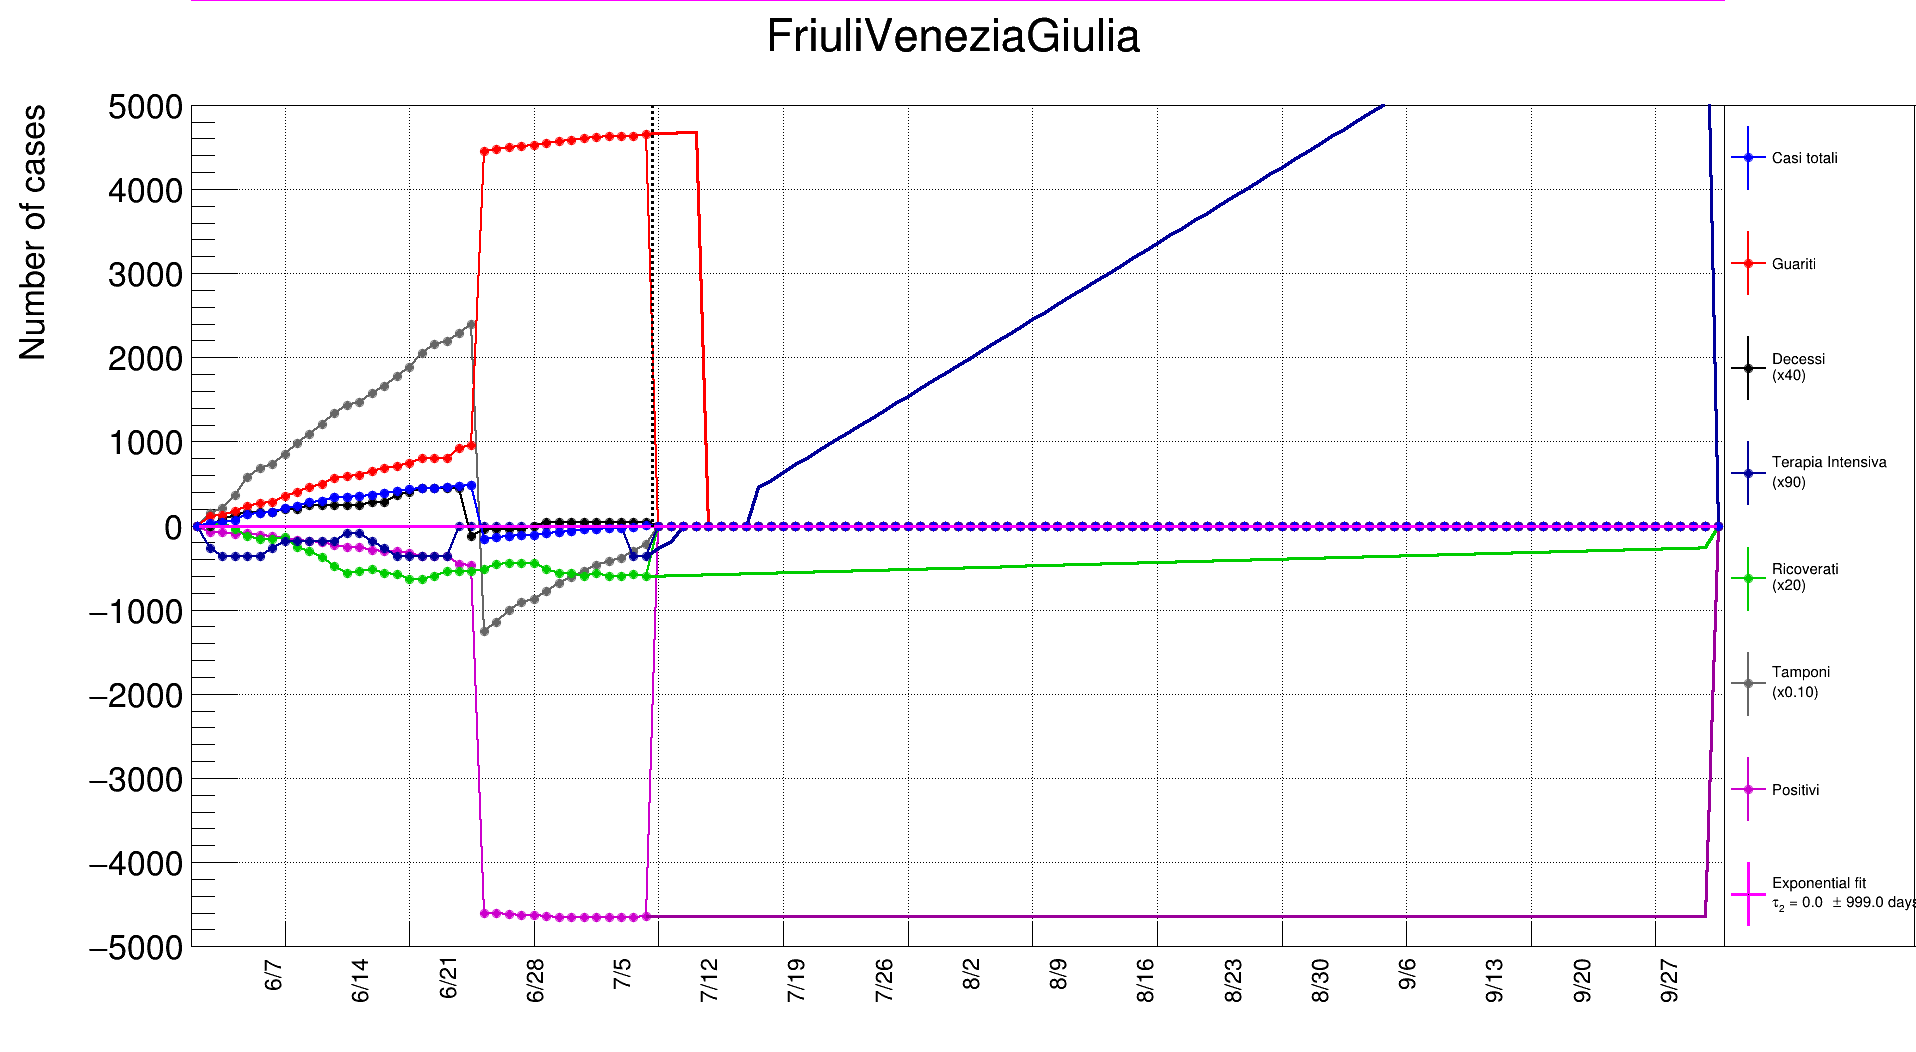 FriuliVeneziaGiulia
Number of cases
5000
4000
3000
2000
1000
0
−1000
−2000
−3000
−4000
−5000
6/7
6/14
6/21
6/28
7/5
7/12
7/19
7/26
8/2
8/9
8/16
8/23
8/30
9/6
9/13
9/20
9/27
Casi totali
Guariti
Decessi
(x40)
Terapia Intensiva
(x90)
Ricoverati
(x20)
Tamponi
(x0.10)
Positivi
Exponential fit
τ2 = 0.0 ± 999.0 days